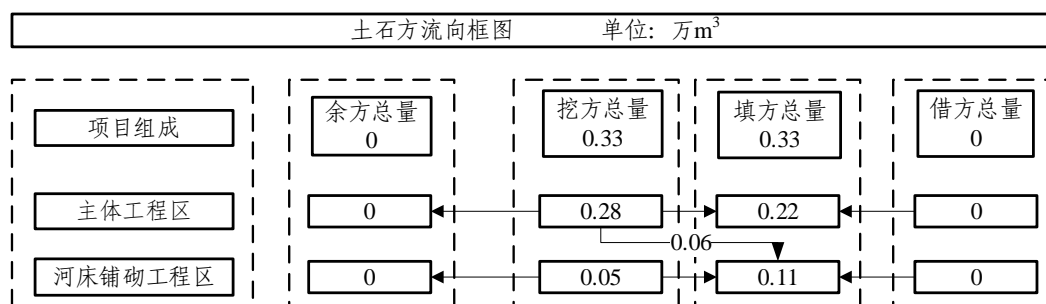 土石方流向框图 单位: 万m³
项目组成
余方总量
0
挖方总量
0.33
填方总量
0.33
借方总量
0
主体工程区
0
0.28
0.22
0
0.06
河床铺砌工程区
0
0.05
0.11
0